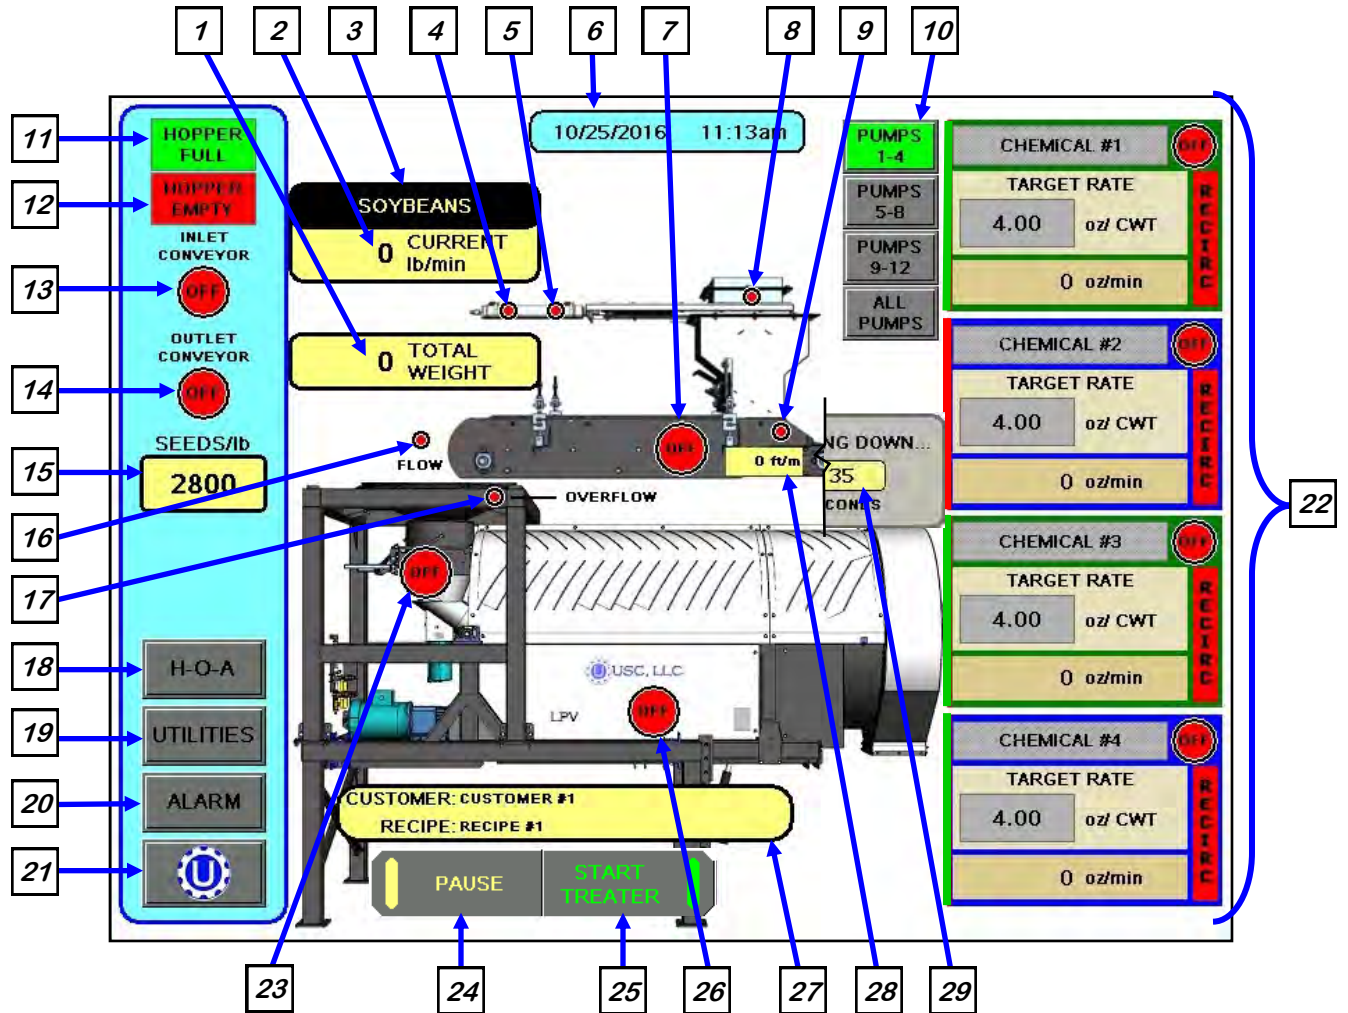 1 2 3 4 5 6 7 8 9 10
11
12
13
14
15
16
17
18
19
20
21
HOPPER
FULL
HOPPER
EMPTY
INLET
CONVEYOR
OFF
OUTLET
CONVEYOR
OFF
SEEDS/lb
2800
H-O-A
UTILITIES
ALARM
U
10/25/2016 11:13am
SOYBEANS
0 CURRENT
lb/min
0 TOTAL
WEIGHT
FLOW
OVERFLOW
OFF
0 ft/m
NG DOWN...
35
CONDS
OFF
U USC, LLC
LPV
OFF
CUSTOMER: CUSTOMER #1
RECIPE: RECIPE #1
PAUSE
START
TREATER
PUMPS
1-4
PUMPS
5-8
PUMPS
9-12
ALL
PUMPS
CHEMICAL #1 OFF
TARGET RATE
4.00 oz/ CWT
0 oz/min
RECIRC
CHEMICAL #2 OFF
TARGET RATE
4.00 oz/ CWT
0 oz/min
RECIRC
CHEMICAL #3 OFF
TARGET RATE
4.00 oz/ CWT
0 oz/min
RECIRC
CHEMICAL #4 OFF
TARGET RATE
4.00 oz/ CWT
0 oz/min
RECIRC
22
23 24 25 26 27 28 29